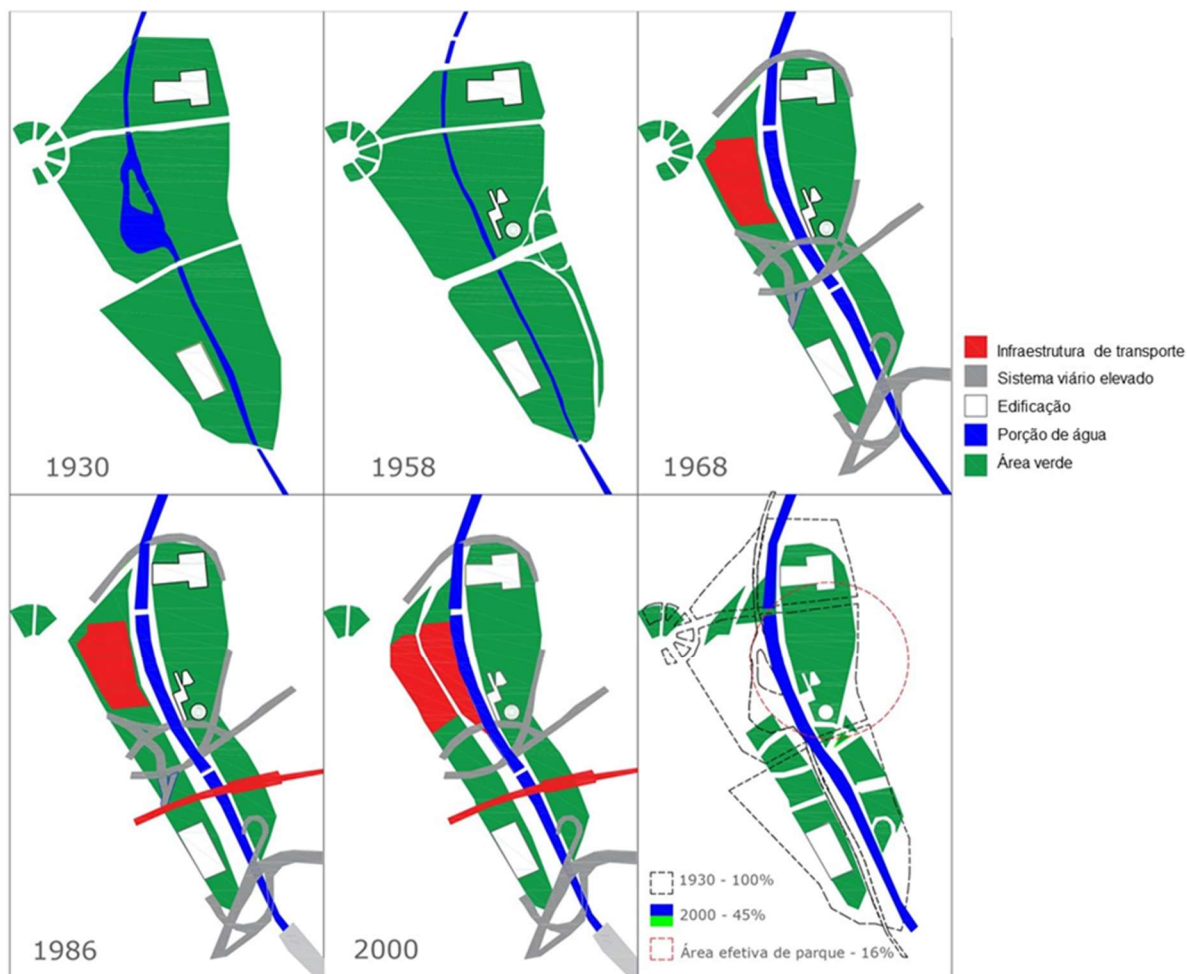 1930
1958
1968
Infraestrutura de transporte
Sistema viário elevado
Edificação
Porção de água
Área verde
1986
2000
1930 - 100%
2000 - 45%
Área efetiva de parque - 16%